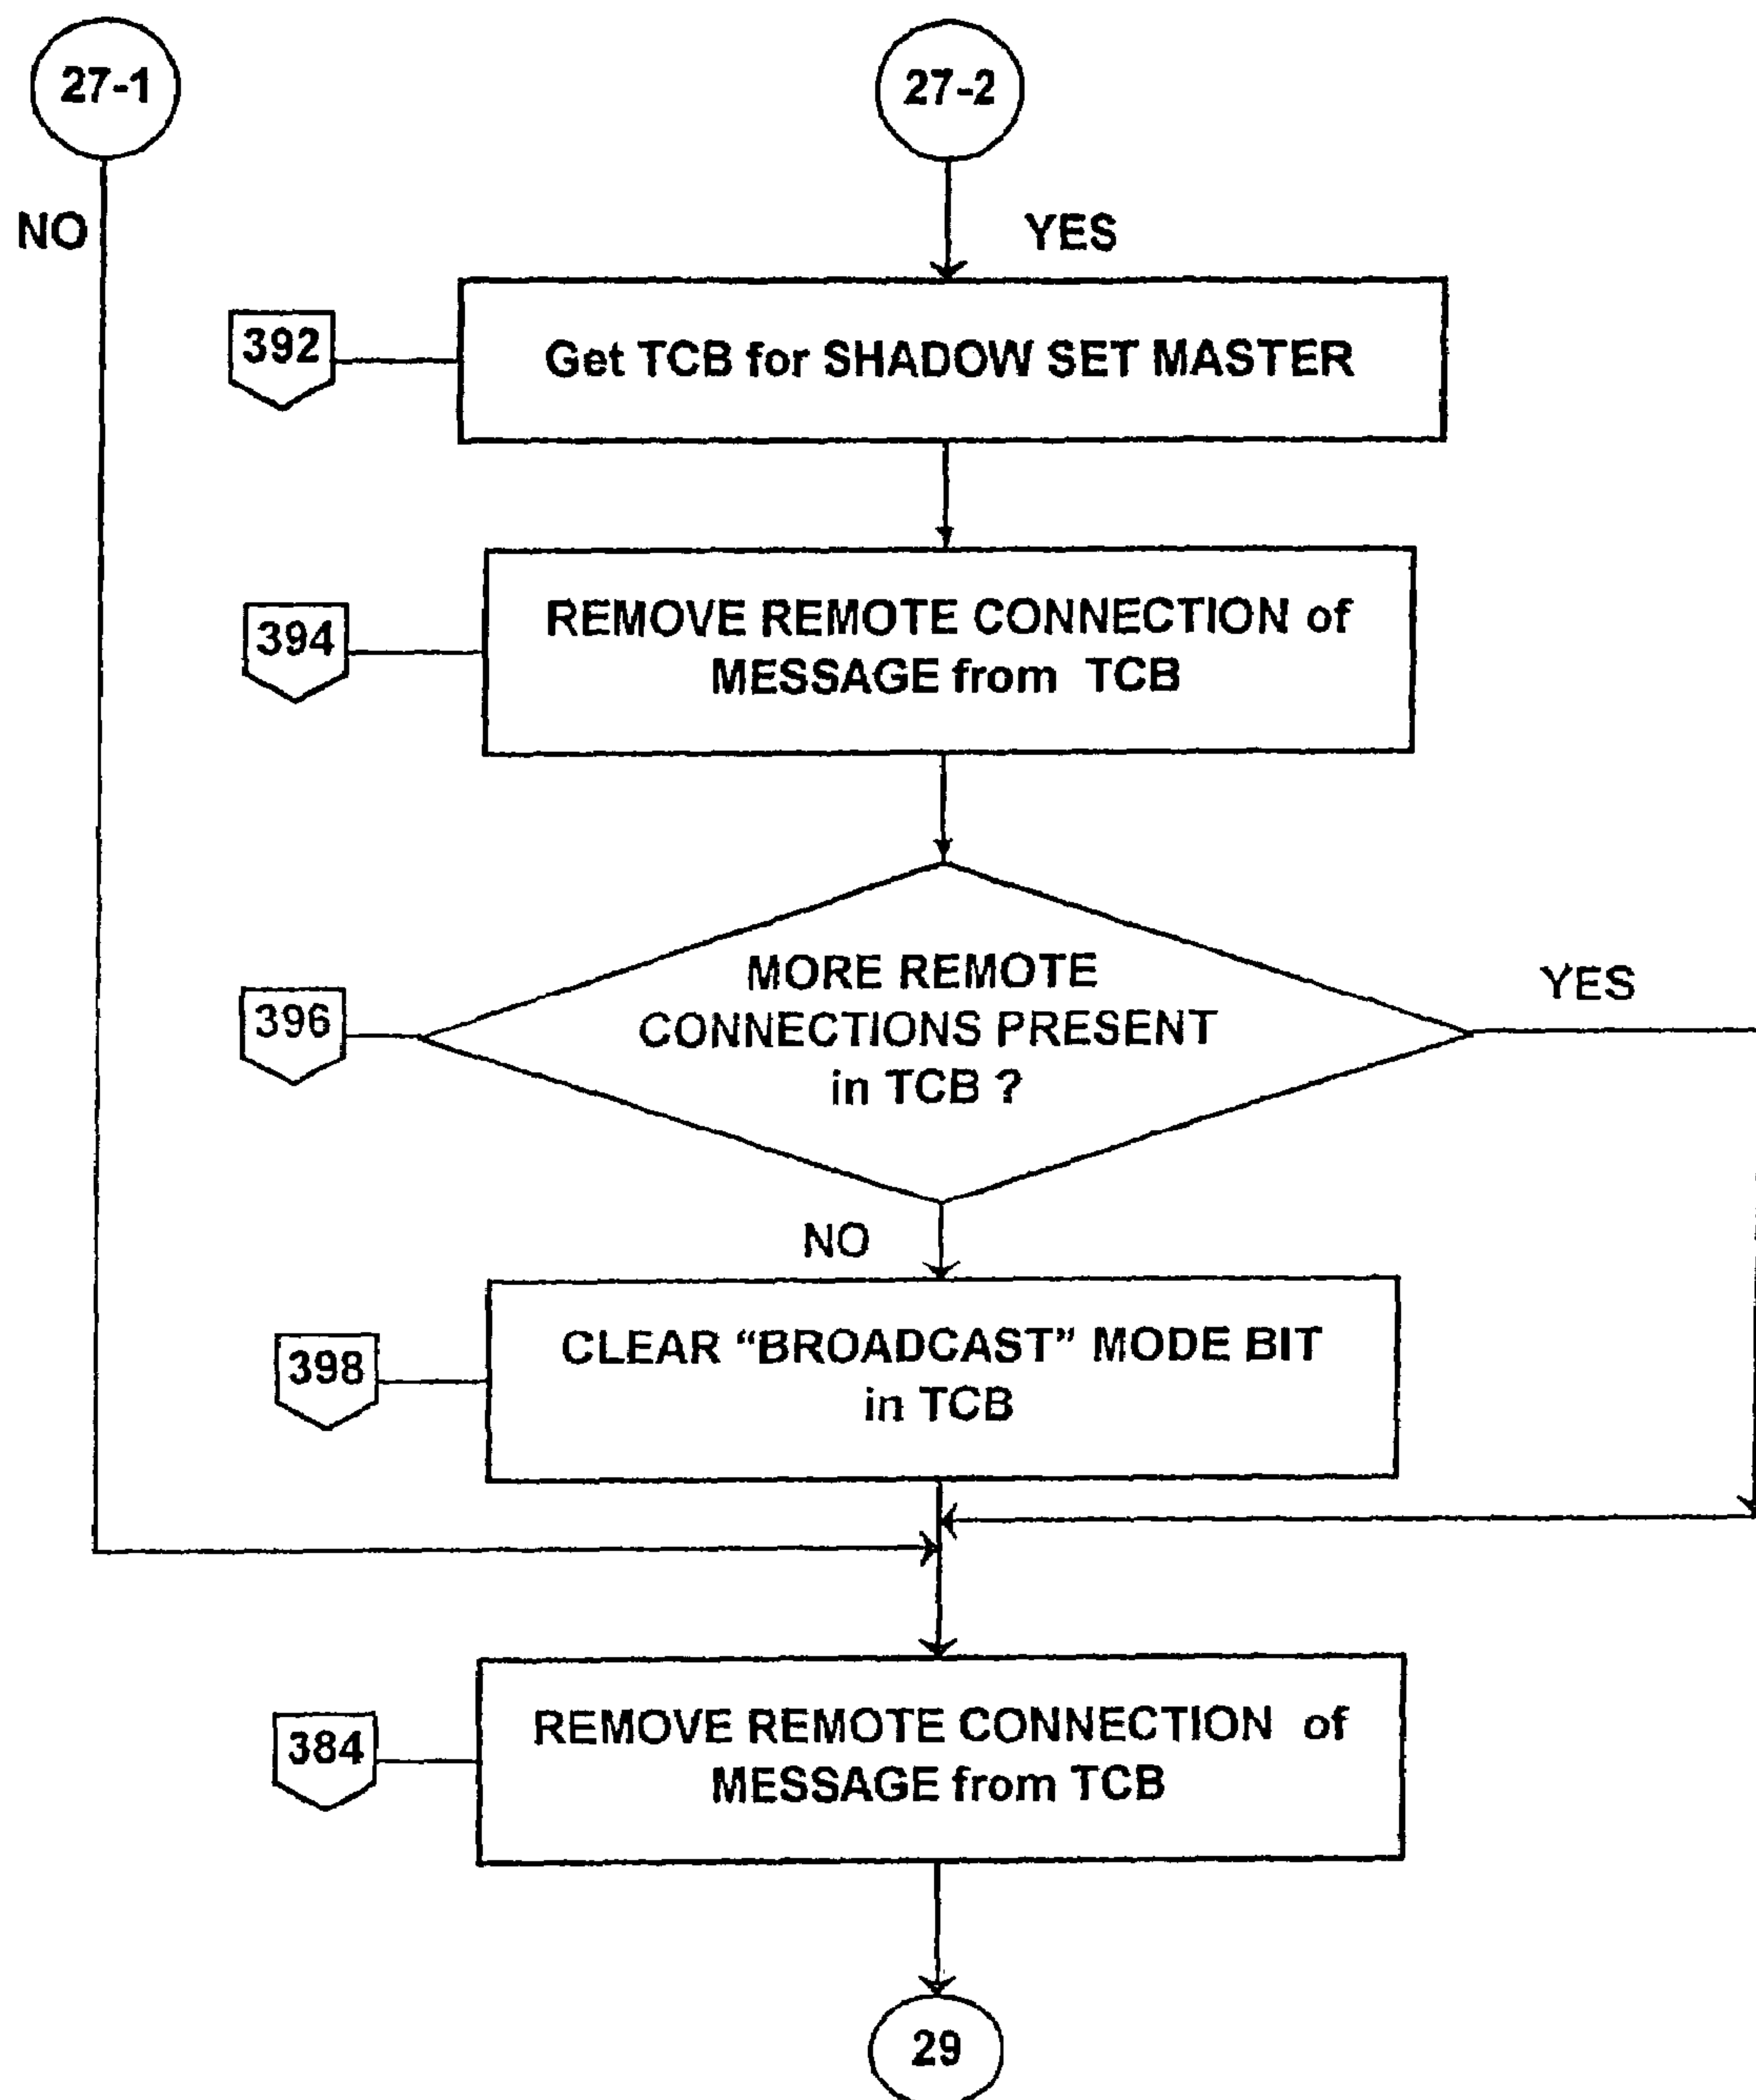 27-1
27-2
NO
YES
392
Get TCB for SHADOW SET MASTER
394
REMOVE REMOTE CONNECTION of
MESSAGE from TCB
396
MORE REMOTE
CONNECTIONS PRESENT
in TCB ?
YES
NO
398
CLEAR “BROADCAST” MODE BIT
in TCB
384
REMOVE REMOTE CONNECTION of
MESSAGE from TCB
29